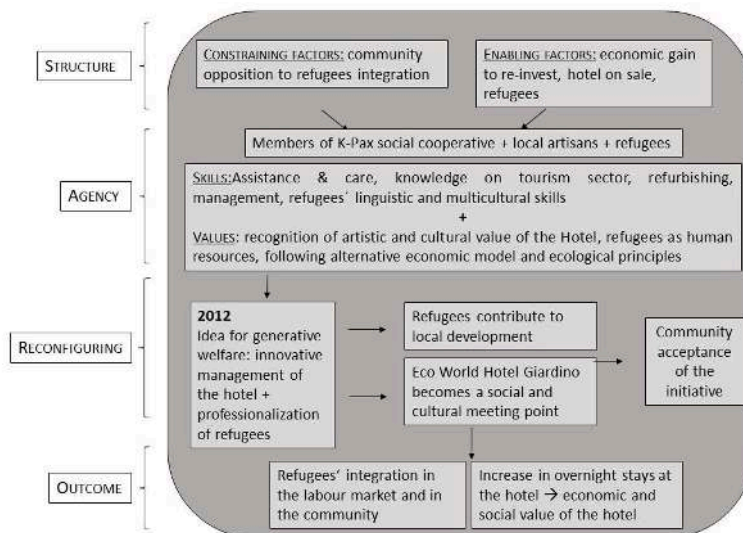 STRUCTURE
CONSTRAINING FACTORS: community
opposition to refugees integration
ENABLING FACTORS: economic gain
to re-invest, hotel on sale,
refugees
AGENCY
Members of K-Pax social cooperative + local artisans + refugees
SKILLS:Assistance & care, knowledge on tourism sector, refurbishing,
management, refugees´ linguistic and multicultural skills
+
VALUES: recognition of artistic and cultural value of the Hotel, refugees as human
resources, following alternative economic model and ecological principles
RECONFIGURING
2012
Idea for generative
welfare: innovative
management of
the hotel +
professionalization
of refugees
Refugees contribute to
local development
Eco World Hotel Giardino
becomes a social and
cultural meeting point
Community
acceptance
of the
initiative
OUTCOME
Refugees‘ integration in
the labour market and in
the community
Increase in overnight stays at
the hotel → economic and
social value of the hotel